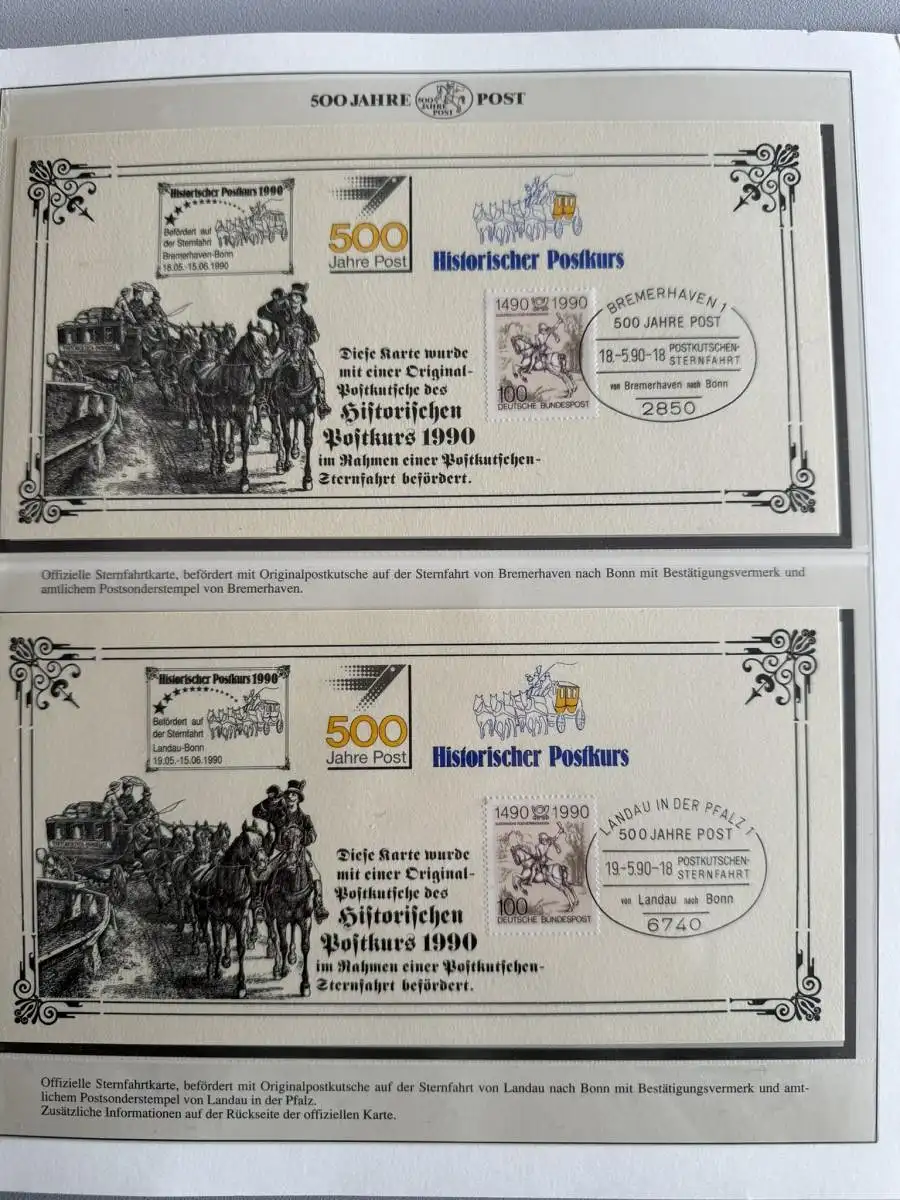 500 JAHRE 500 JAHRE POST POST
Historischer Postkurs 1990
Befördert auf
der Sternfahrt
Bremerhaven-Bonn
18.05.-15.06.1990
500
Jahre Post
Historischer Postkurs
Diese Karte wurde
mit einer Original-
Postkutsche des
Historischen
Postkurs 1990
im Rahmen einer Postkutschen-
Sternfahrt befördert.
1490 1990
100
DEUTSCHE BUNDESPOST
BREMERHAVEN 1
500 JAHRE POST
18.-5.90-18 POSTKUTSCHEN-
STERNFAHRT
von Bremerhaven nach Bonn
2850
Offizielle Sternfahrtkarte, befördert mit Originalpostkutsche auf der Sternfahrt von Bremerhaven nach Bonn mit Bestätigungsvermerk und
amtlichem Postsonderstempel von Bremerhaven.
Historischer Postkurs 1990
Befördert auf
der Sternfahrt
Landau-Bonn
19.05.-15.06.1990
500
Jahre Post
Historischer Postkurs
Diese Karte wurde
mit einer Original-
Postkutsche des
Historischen
Postkurs 1990
im Rahmen einer Postkutschen-
Sternfahrt befördert.
1490 1990
100
DEUTSCHE BUNDESPOST
LANDAU IN DER PFALZ 1
500 JAHRE POST
19.-5.90-18 POSTKUTSCHEN-
STERNFAHRT
von Landau nach Bonn
6740
Offizielle Sternfahrtkarte, befördert mit Originalpostkutsche auf der Sternfahrt von Landau nach Bonn mit Bestätigungsvermerk und amt-
lichem Postsonderstempel von Landau in der Pfalz.
Zusätzliche Informationen auf der Rückseite der offiziellen Karte.